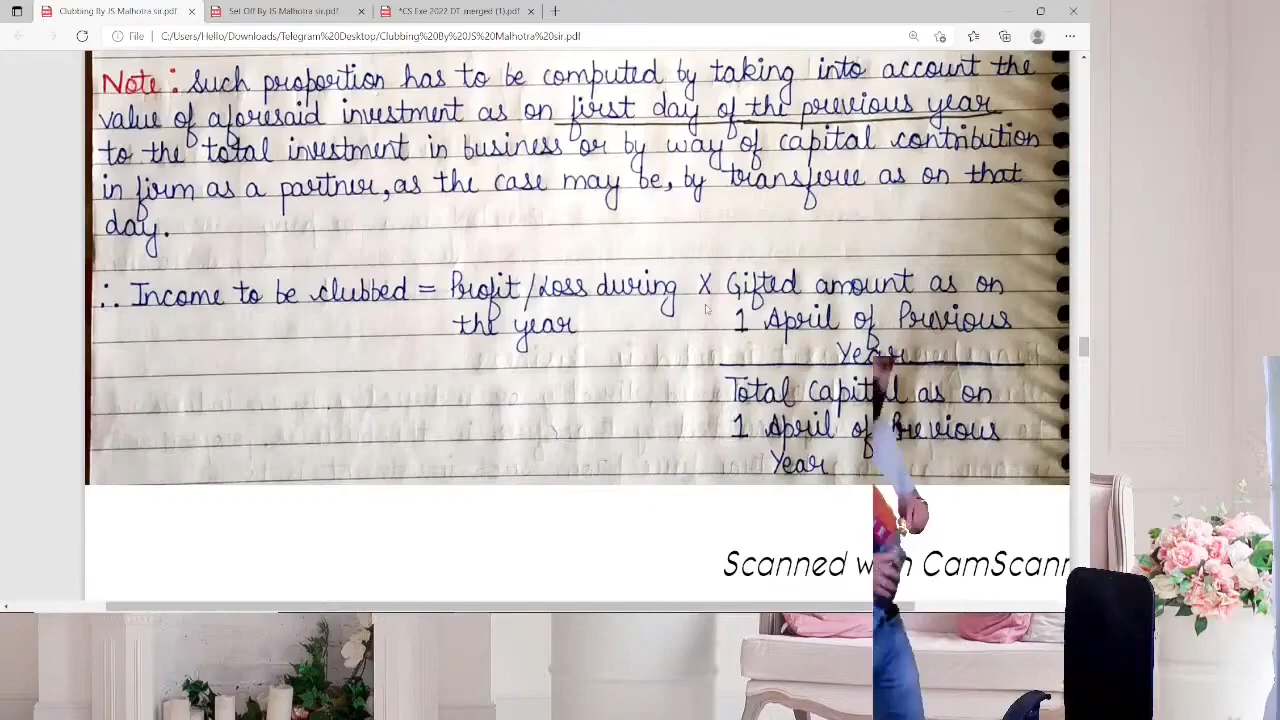 Clubbing By JS Malhotra sir.pdf
Set Off By JS Malhotra sir.pdf
*CS Exe 2022 DT_merged (1).pdf
File
C:/Users/Hello/Downloads/Telegram%20Desktop/Clubbing%20By%20JS%20Malhotra%20sir.pdf
Note: Such proportion has to be computed by taking into account the
value of aforesaid investment as on first day of the previous year
to the total investment in business or by way of capital contribution
in firm as a partner, as the case may be, by transferee as on that
day.
∴ Income to be clubbed = Profit/Loss during X Gifted amount as on
the year 1 April of Previous
Year
Total Capital as on
1 April of Previous
Year
Scanned CamScann